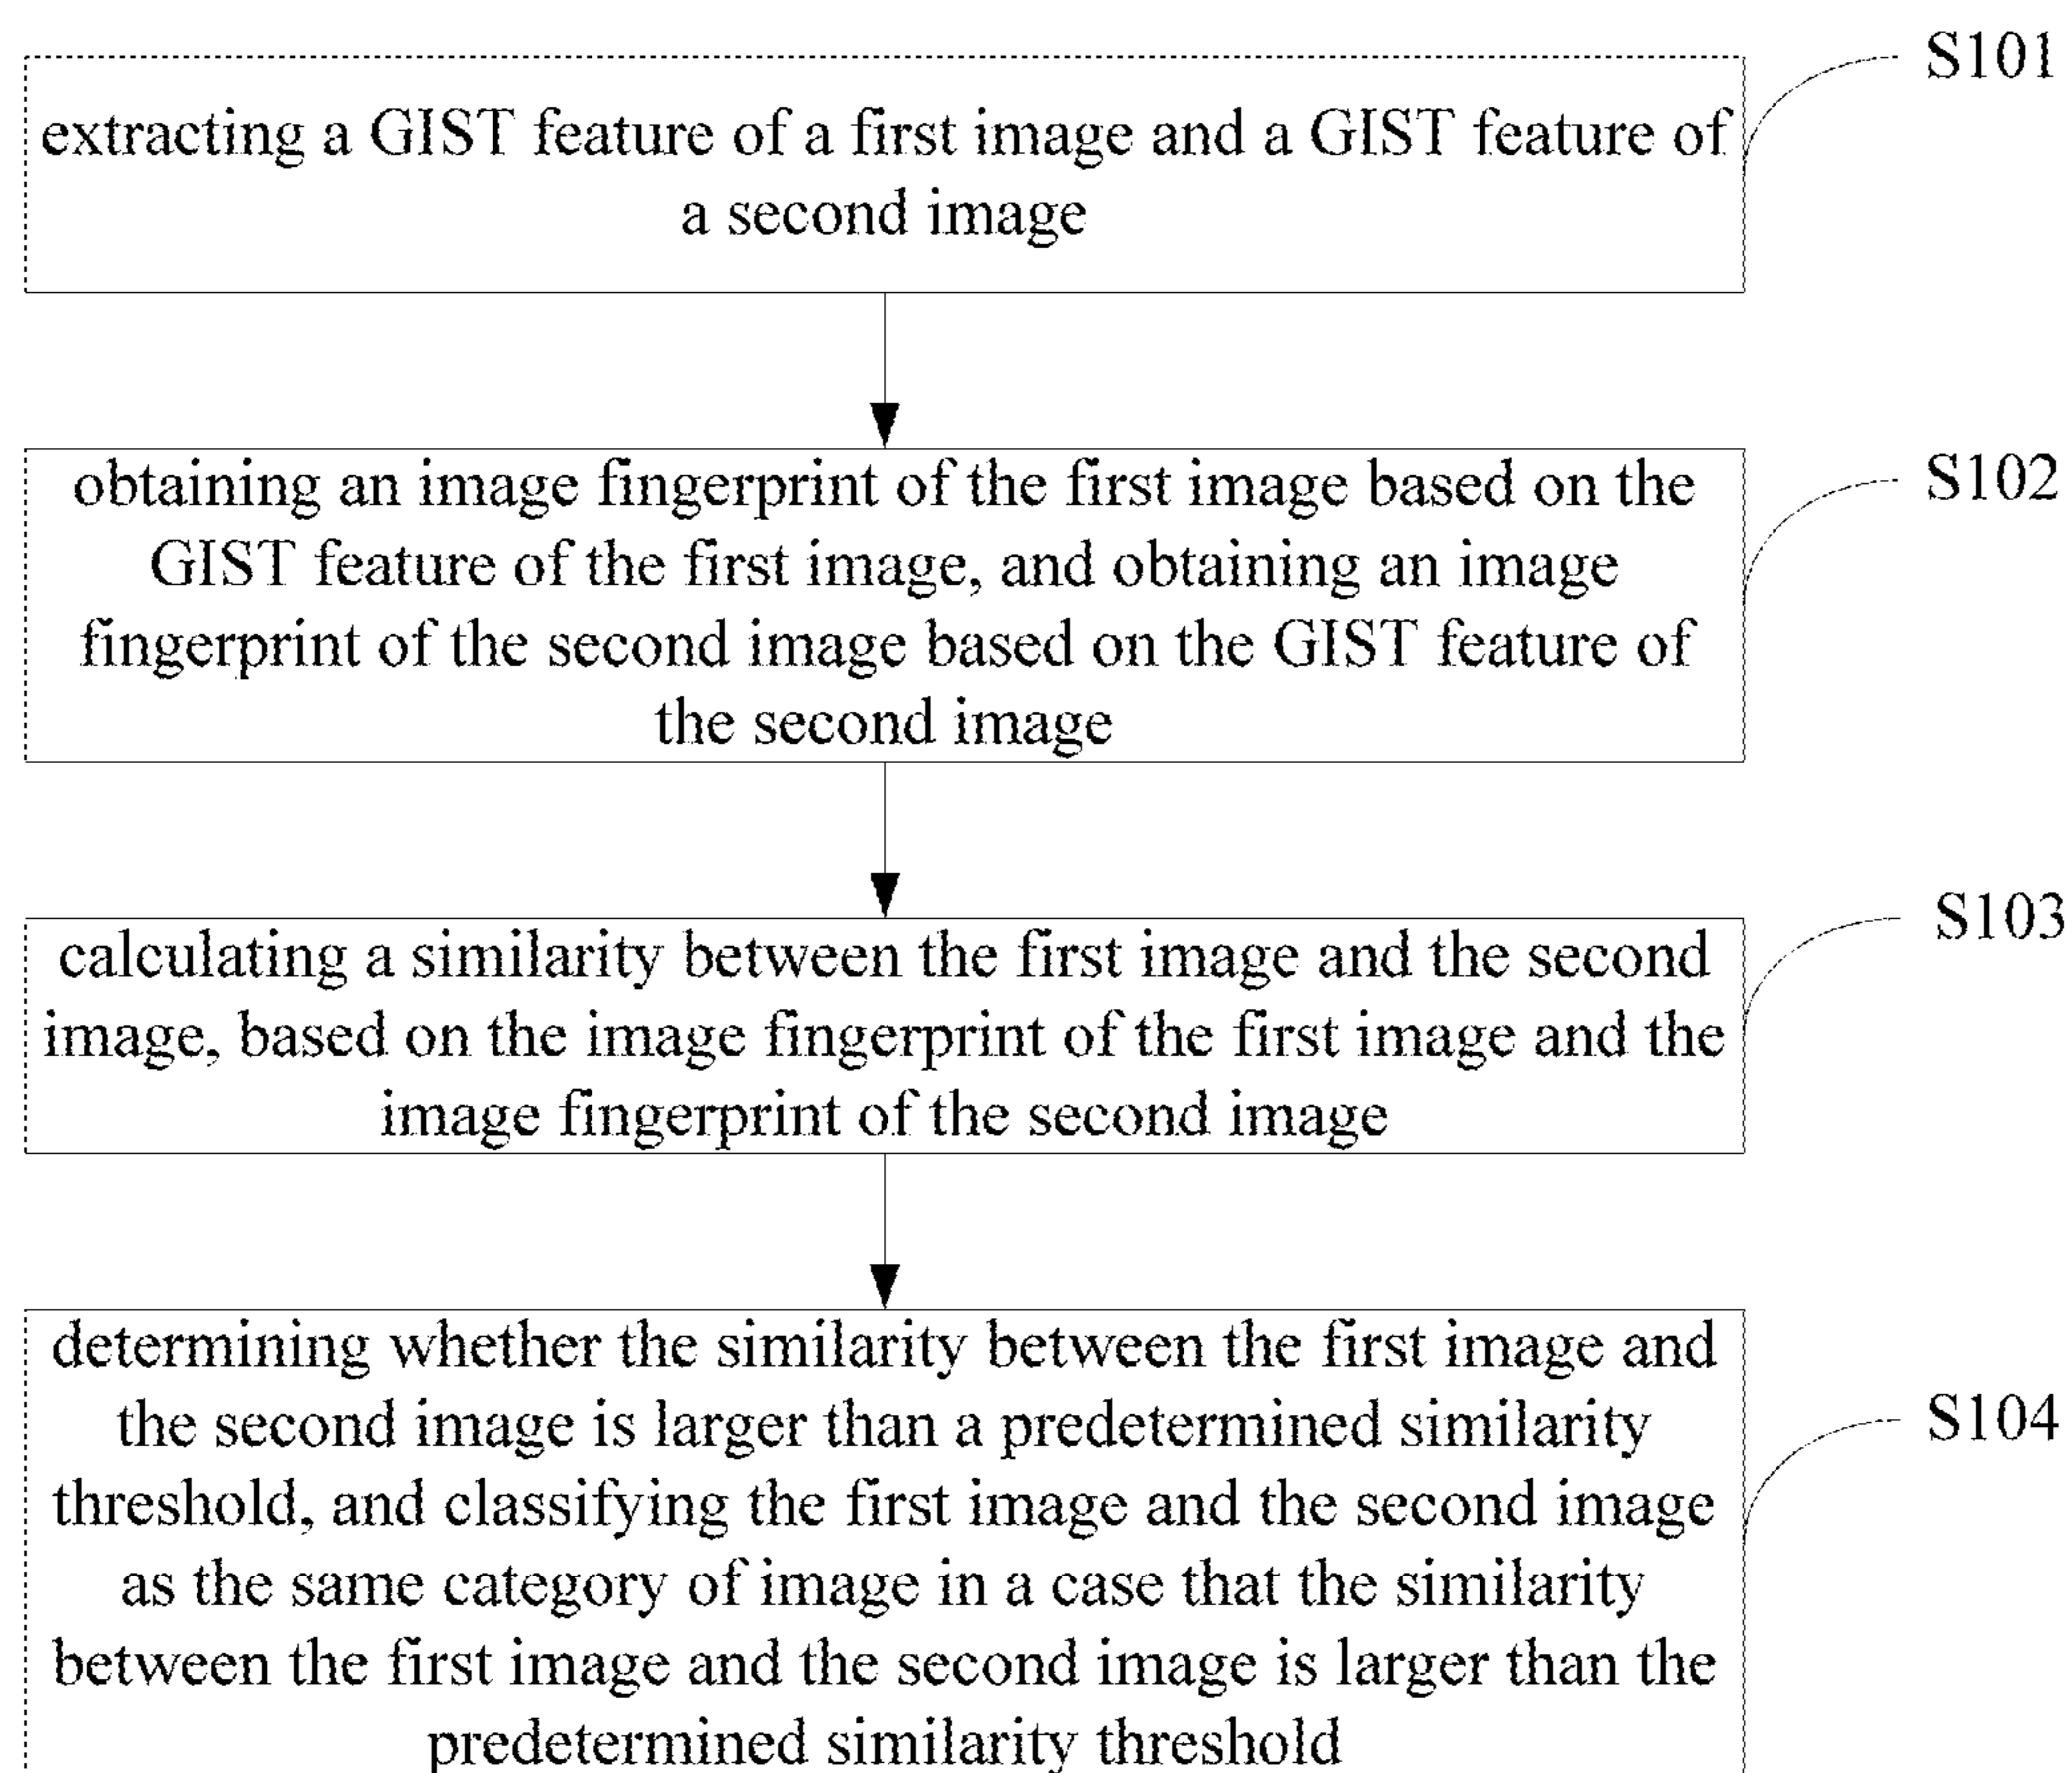 S101
extracting a GIST feature of a first image and a GIST feature of
a second image
S102
obtaining an image fingerprint of the first image based on the
GIST feature of the first image, and obtaining an image
fingerprint of the second image based on the GIST feature of
the second image
S103
calculating a similarity between the first image and the second
image, based on the image fingerprint of the first image and the
image fingerprint of the second image
S104
determining whether the similarity between the first image and
the second image is larger than a predetermined similarity
threshold, and classifying the first image and the second image
as the same category of image in a case that the similarity
between the first image and the second image is larger than the
predetermined similarity threshold